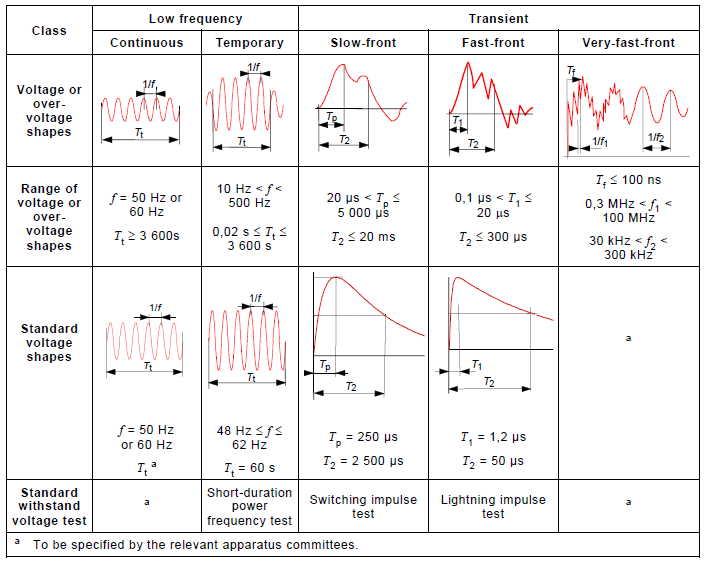 Class
Low frequency
Transient
Continuous
Temporary
Slow-front
Fast-front
Very-fast-front
Voltage or
over-
voltage
shapes
1/f
Tt
1/f
Tt
Tp
T2
T1
T2
Tf
1/f1
1/f2
Range of
voltage or
over-
voltage
shapes
f = 50 Hz or
60 Hz
Tt ≥ 3 600s
10 Hz < f <
500 Hz
0,02 s ≤ Tt ≤
3 600 s
20 µs < Tp ≤
5 000 µs
T2 ≤ 20 ms
0,1 µs < T1 ≤
20 µs
T2 ≤ 300 µs
Tf ≤ 100 ns
0,3 MHz < f1 <
100 MHz
30 kHz < f2 <
300 kHz
Standard
voltage
shapes
1/f
Tt
f = 50 Hz
or 60 Hz
Tt a
1/f
Tt
48 Hz ≤ f ≤
62 Hz
Tt = 60 s
Tp
T2
Tp = 250 µs
T2 = 2 500 µs
T1
T2
T1 = 1,2 µs
T2 = 50 µs
a
Standard
withstand
voltage test
a
Short-duration
power
frequency test
Switching impulse
test
Lightning impulse
test
a
a To be specified by the relevant apparatus committees.